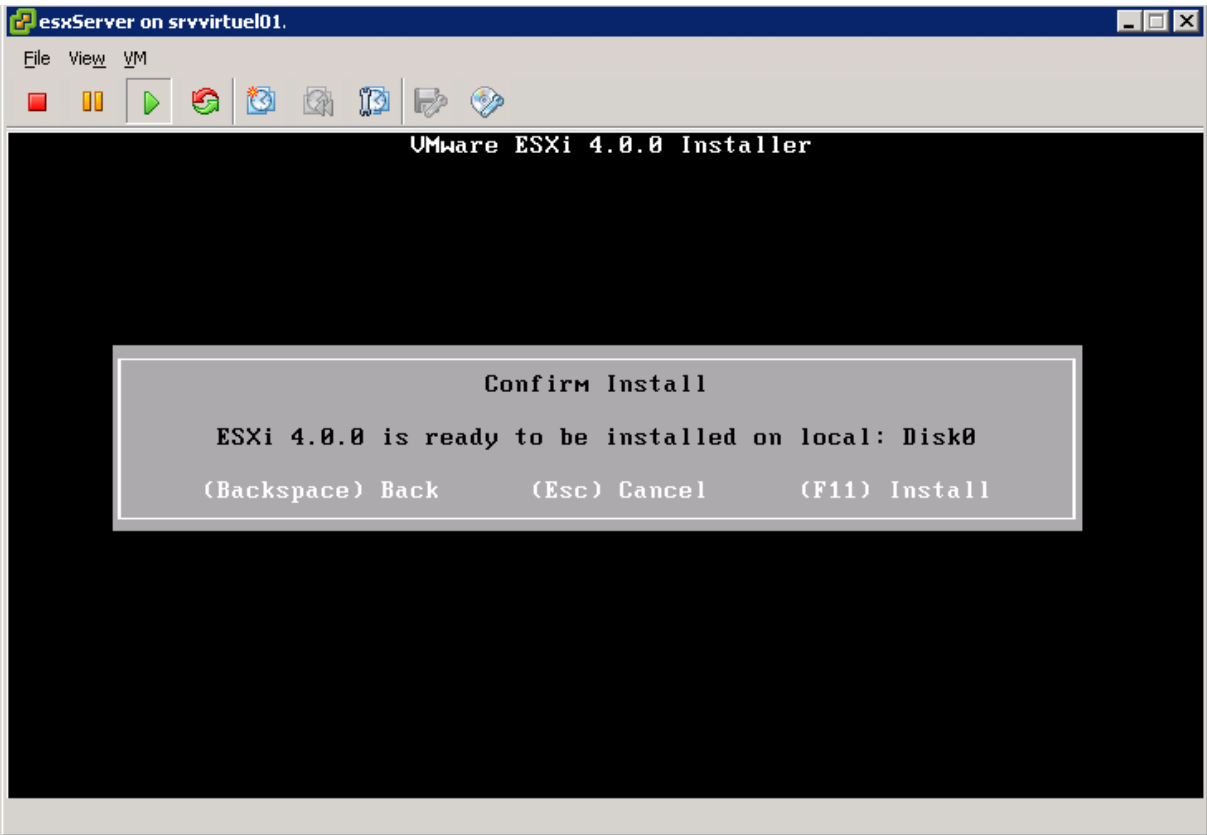 esxServer on srvvirtuel01.
File View VM
VMware ESXi 4.0.0 Installer
Confirm Install
ESXi 4.0.0 is ready to be installed on local: Disk0
(Backspace) Back (Esc) Cancel (F11) Install